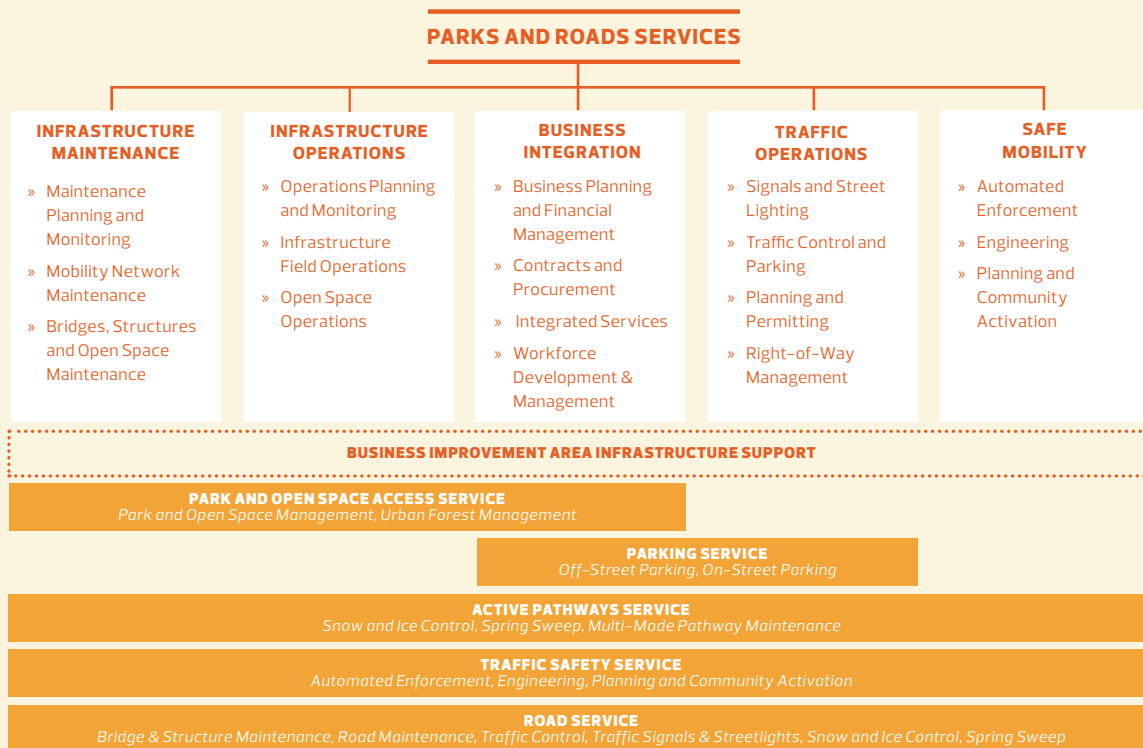 PARKS AND ROADS SERVICES
INFRASTRUCTURE
MAINTENANCE
» Maintenance
Planning and
Monitoring
» Mobility Network
Maintenance
» Bridges, Structures
and Open Space
Maintenance
INFRASTRUCTURE
OPERATIONS
» Operations Planning
and Monitoring
» Infrastructure
Field Operations
» Open Space
Operations
BUSINESS
INTEGRATION
» Business Planning
and Financial
Management
» Contracts and
Procurement
» Integrated Services
» Workforce
Development &
Management
TRAFFIC
OPERATIONS
» Signals and Street
Lighting
» Traffic Control and
Parking
» Planning and
Permitting
» Right-of-Way
Management
SAFE
MOBILITY
» Automated
Enforcement
» Engineering
» Planning and
Community
Activation
BUSINESS IMPROVEMENT AREA INFRASTRUCTURE SUPPORT
PARK AND OPEN SPACE ACCESS SERVICE
Park and Open Space Management, Urban Forest Management
PARKING SERVICE
Off-Street Parking, On-Street Parking
ACTIVE PATHWAYS SERVICE
Snow and Ice Control, Spring Sweep, Multi-Mode Pathway Maintenance
TRAFFIC SAFETY SERVICE
Automated Enforcement, Engineering, Planning and Community Activation
ROAD SERVICE
Bridge & Structure Maintenance, Road Maintenance, Traffic Control, Traffic Signals & Streetlights, Snow and Ice Control, Spring Sweep